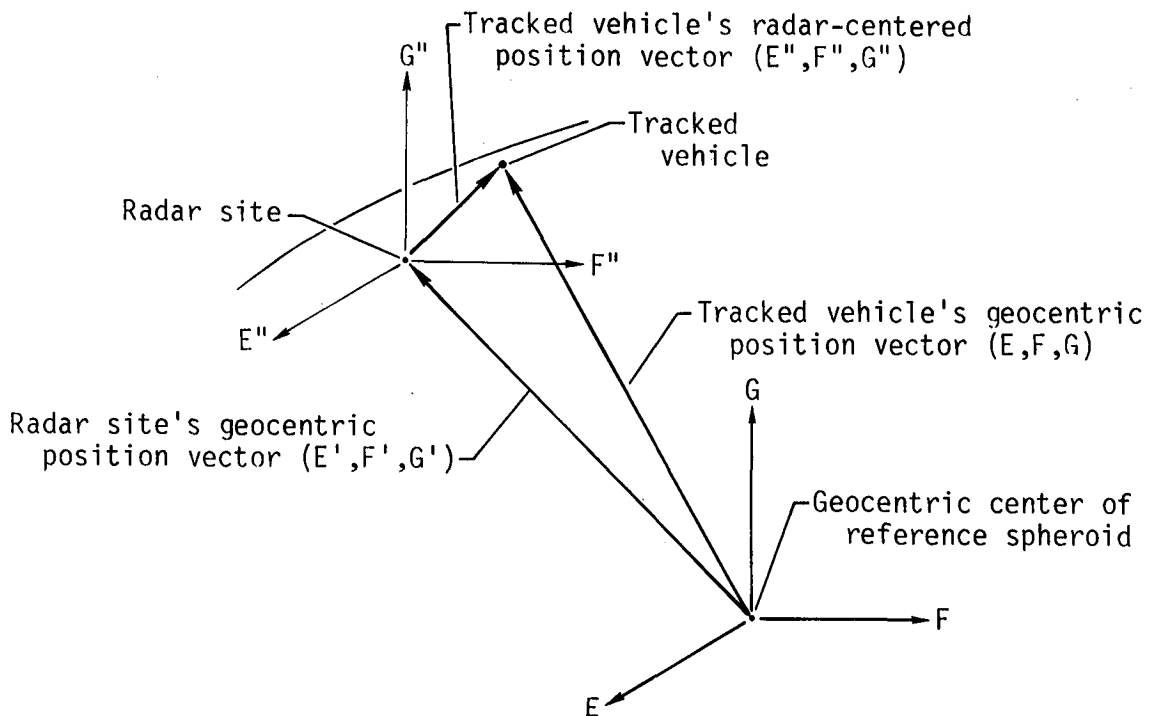 Tracked vehicle's radar-centered
position vector (E",F",G")
G"
Tracked
vehicle
Radar site
F"
E"
Tracked vehicle's geocentric
position vector (E,F,G)
G
Radar site's geocentric
position vector (E',F',G')
Geocentric center of
reference spheroid
F
E